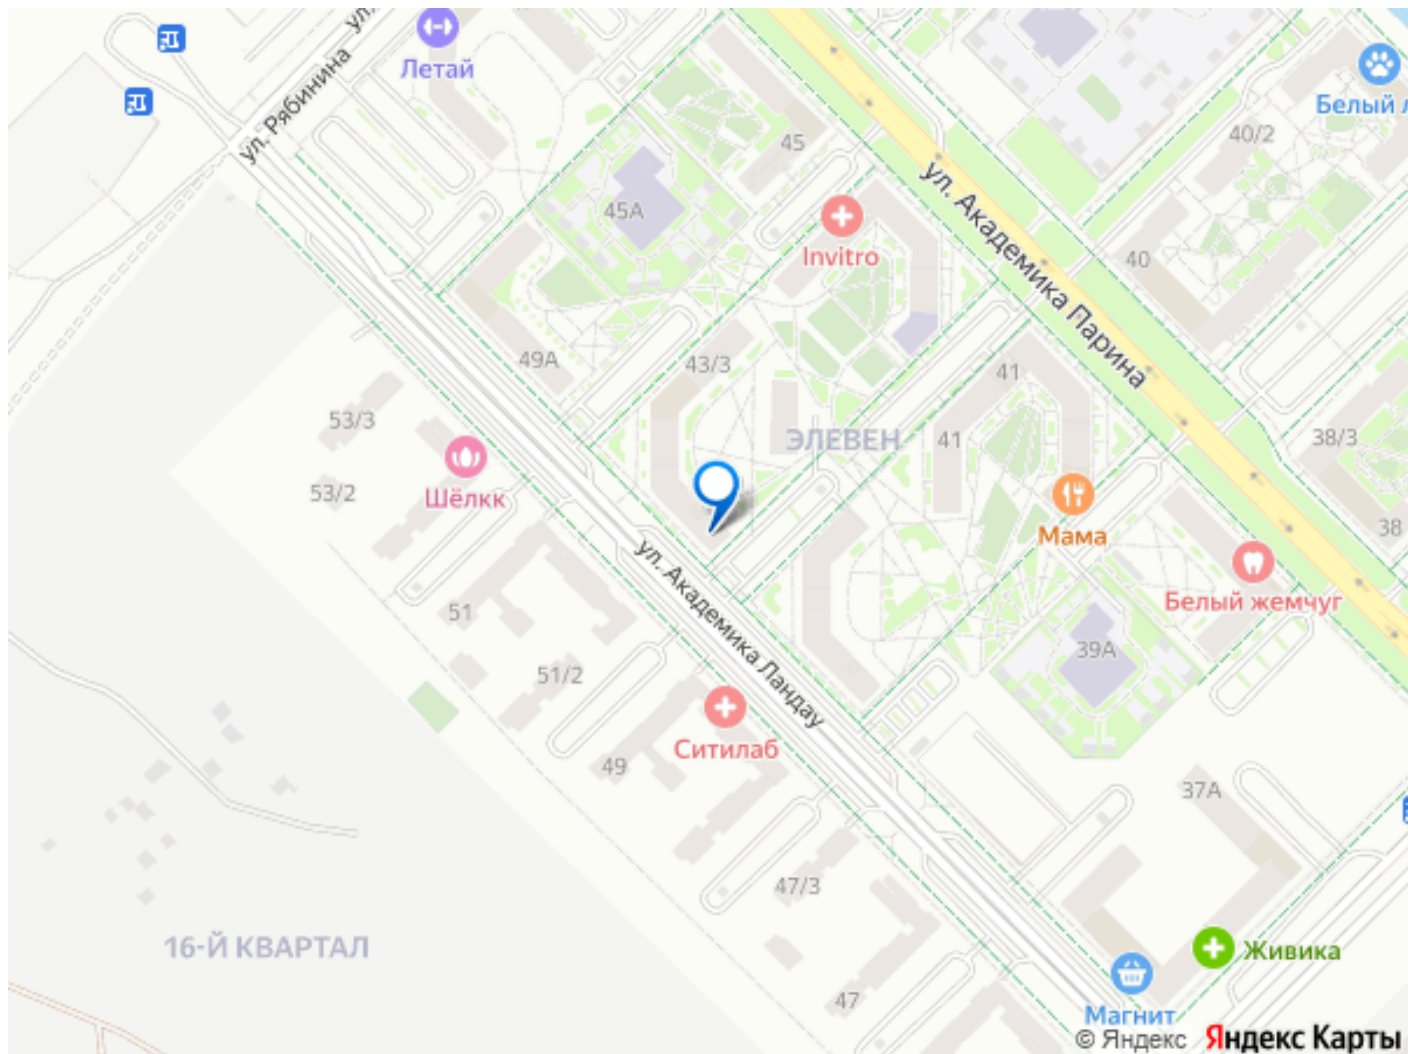 ул.
Летай
ул. Рябинина
Белый л
40/2
45
45А
Invitro
ул. Академика Парина
40
49А
43/3
41
53/3
ЭЛЕВЕН
41
38/3
53/2
Шёлкк
Мама
38
ул. Академика Ландау
Белый жемчуг
51
39А
51/2
Ситилаб
49
37А
47/3
16-Й КВАРТАЛ
Живика
47
Магнит
© Яндекс Яндекс Карты